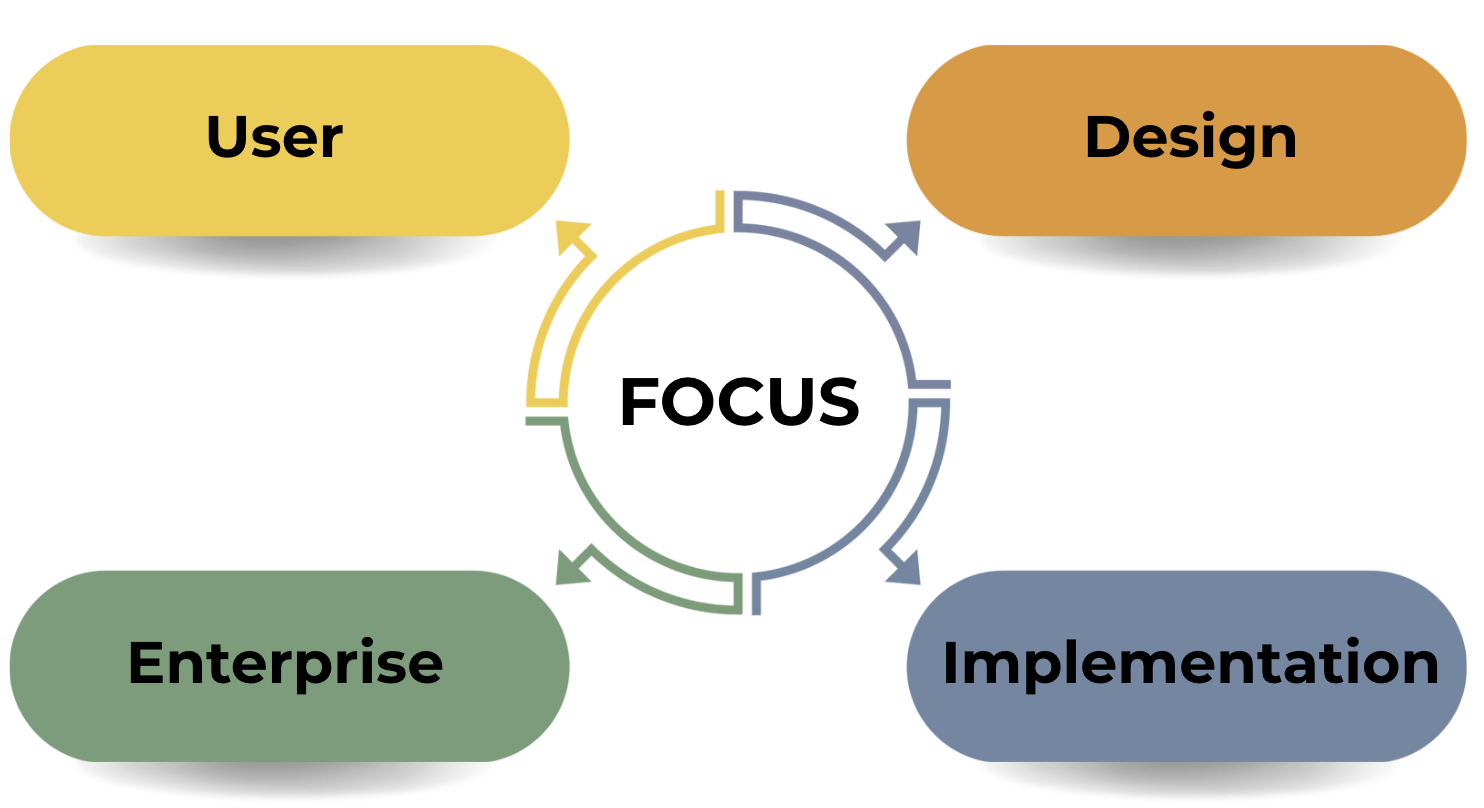 User
Design
FOCUS
Enterprise
Implementation